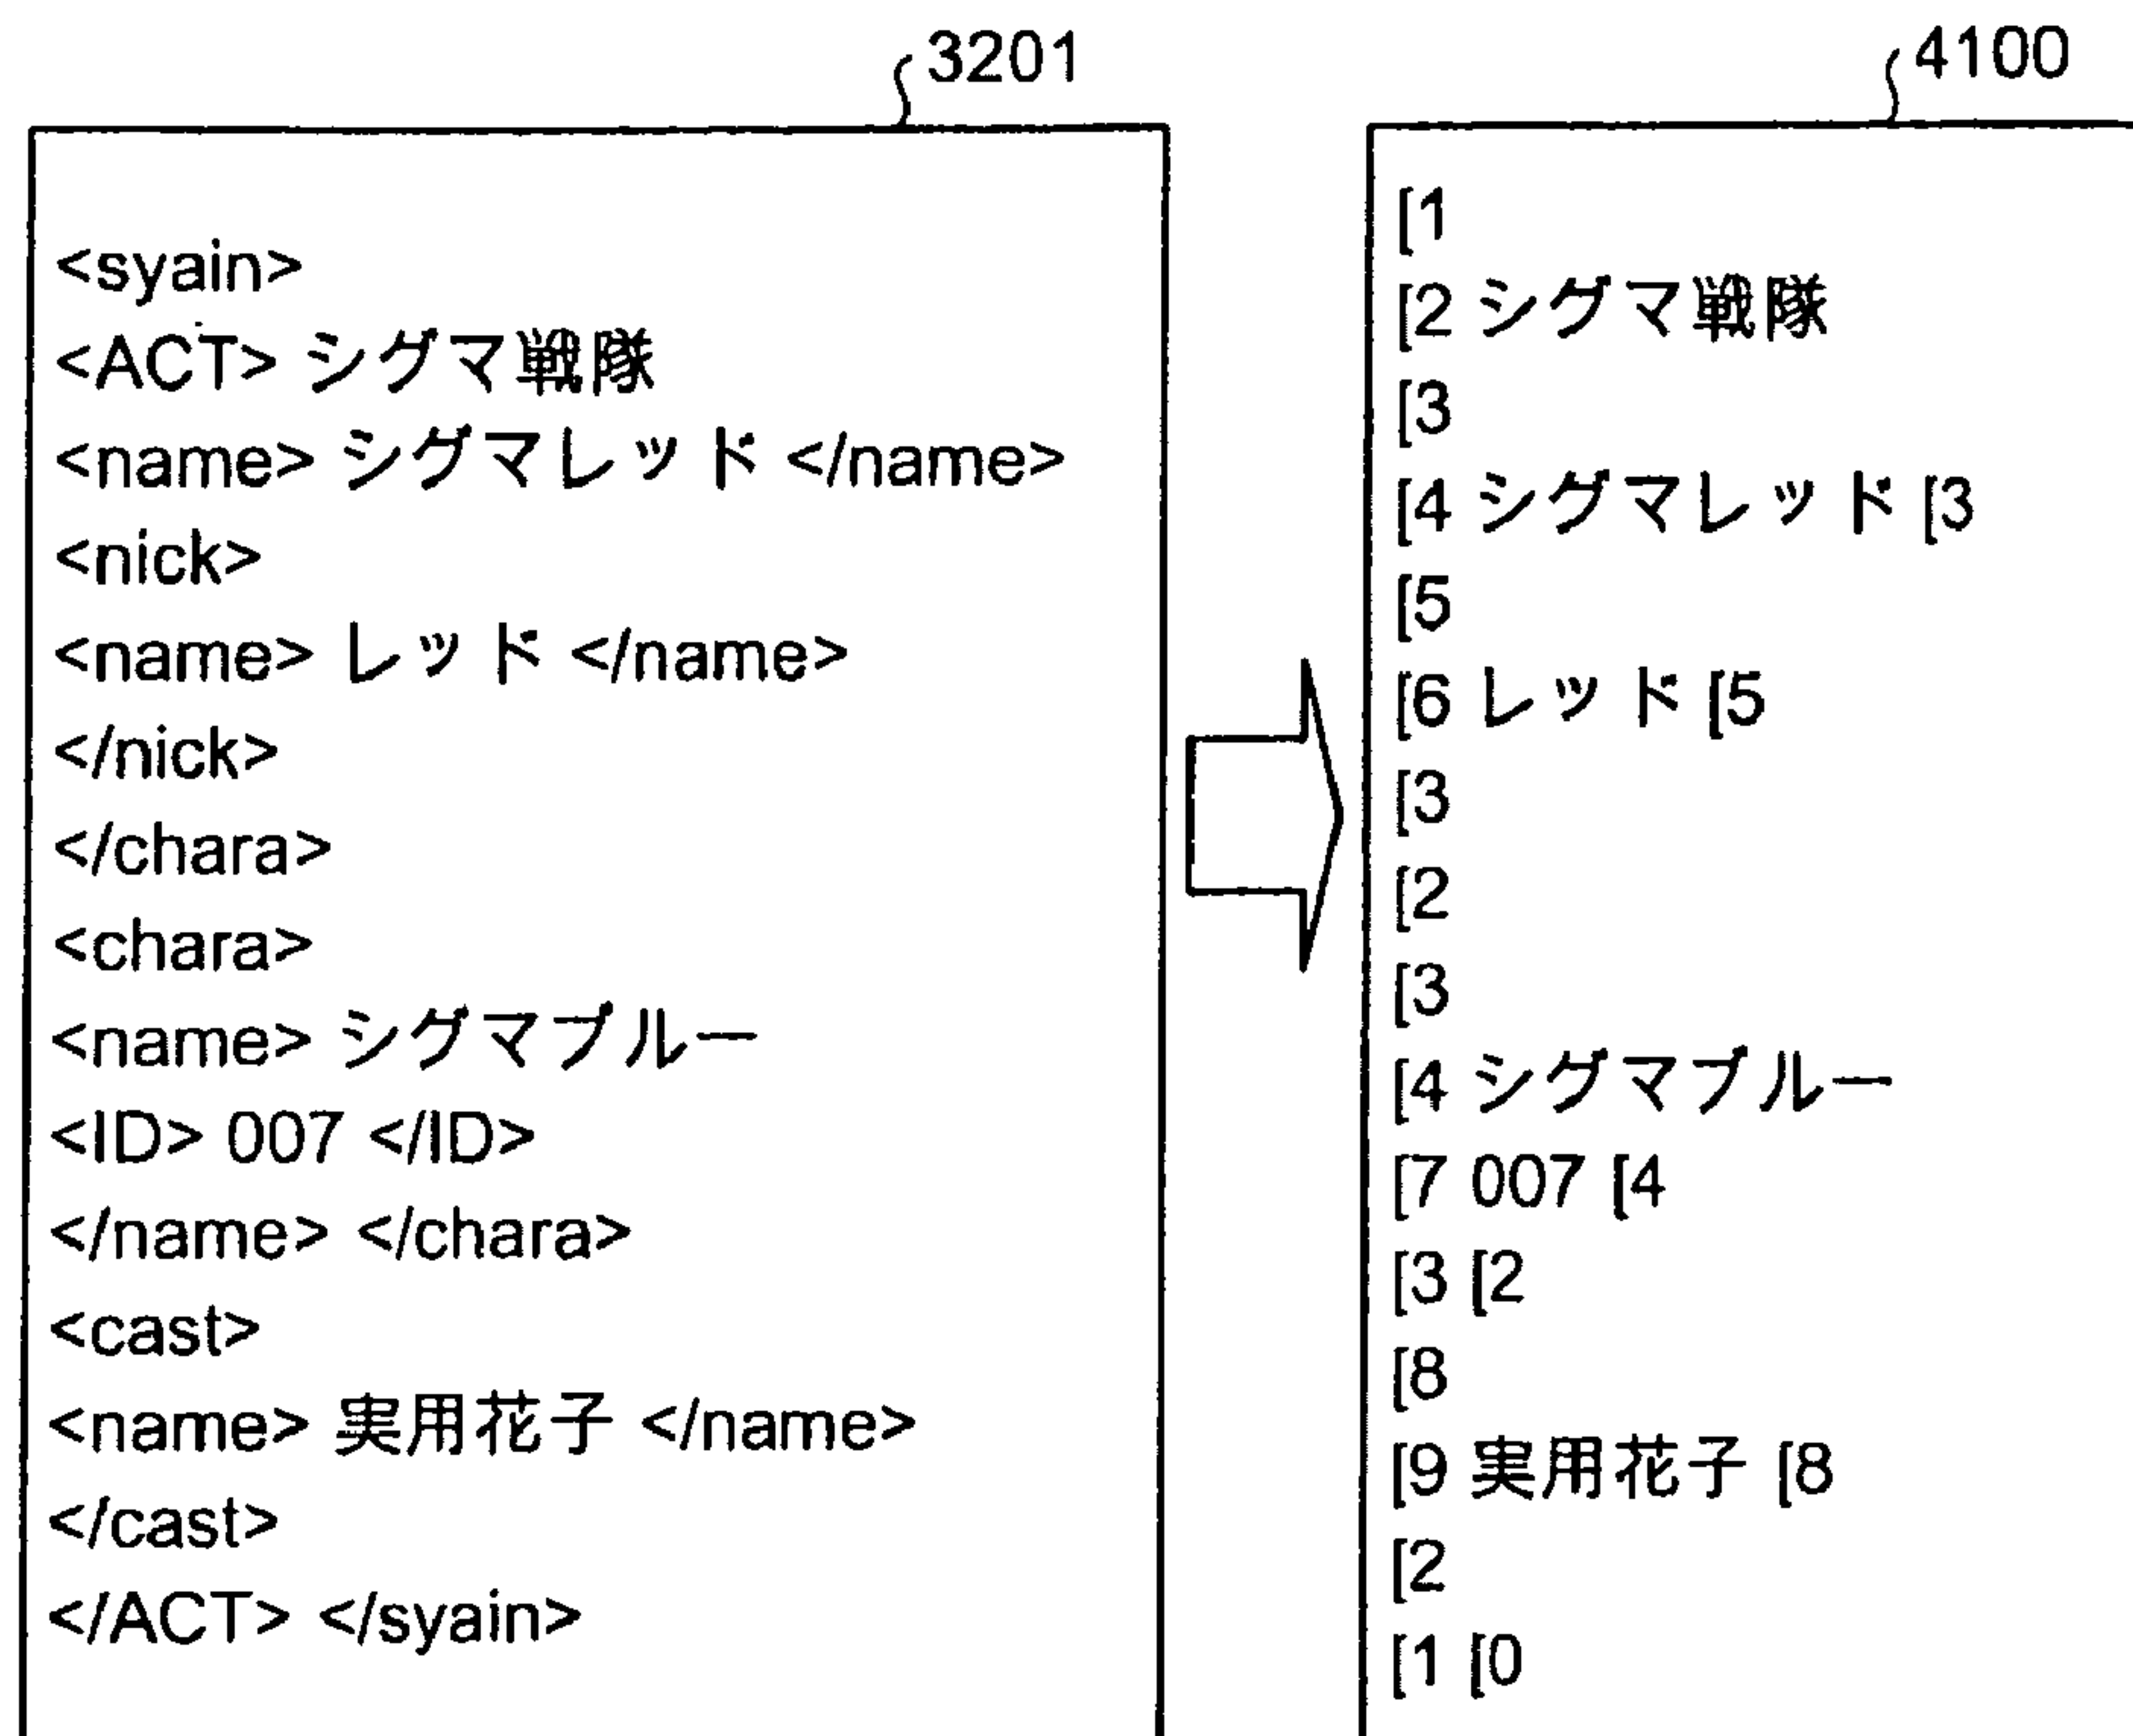 3201
<syain>
<ACT> シグマ戦隊
<name> シグマレッド </name>
<nick>
<name> レッド </name>
</nick>
</chara>
<chara>
<name> シグマブルー
<ID> 007 </ID>
</name> </chara>
<cast>
<name> 実用花子 </name>
</cast>
</ACT> </syain>
4100
[1
[2 シグマ戦隊
[3
[4 シグマレッド [3
[5
[6 レッド [5
[3
[2
[3
[4 シグマブルー
[7 007 [4
[3 [2
[8
[9 実用花子 [8
[2
[1 [0